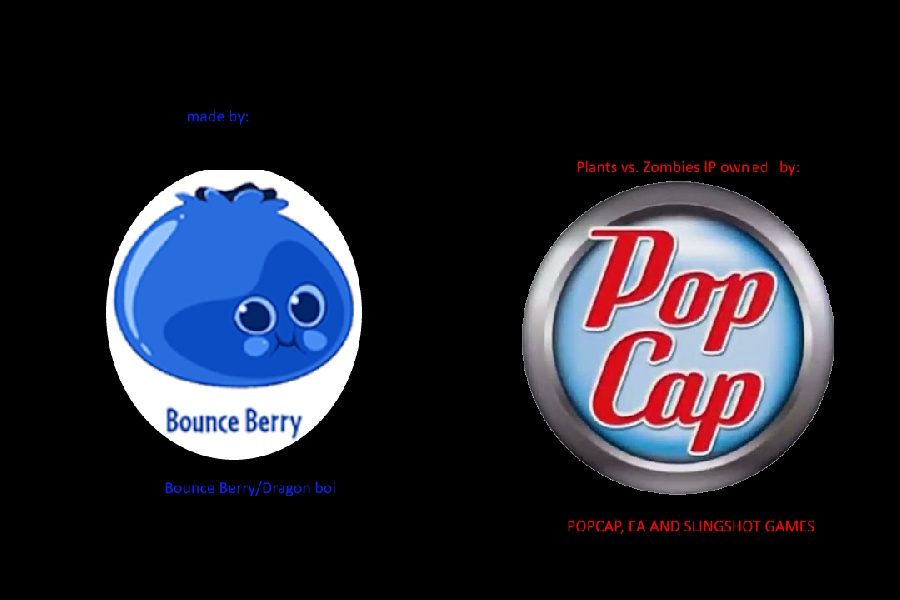 made by:
Bounce Berry
Bounce Berry/Dragon boi
Plants vs. Zombies IP owned by:
Pop
Cap
POPCAP, EA AND SLINGSHOT GAMES